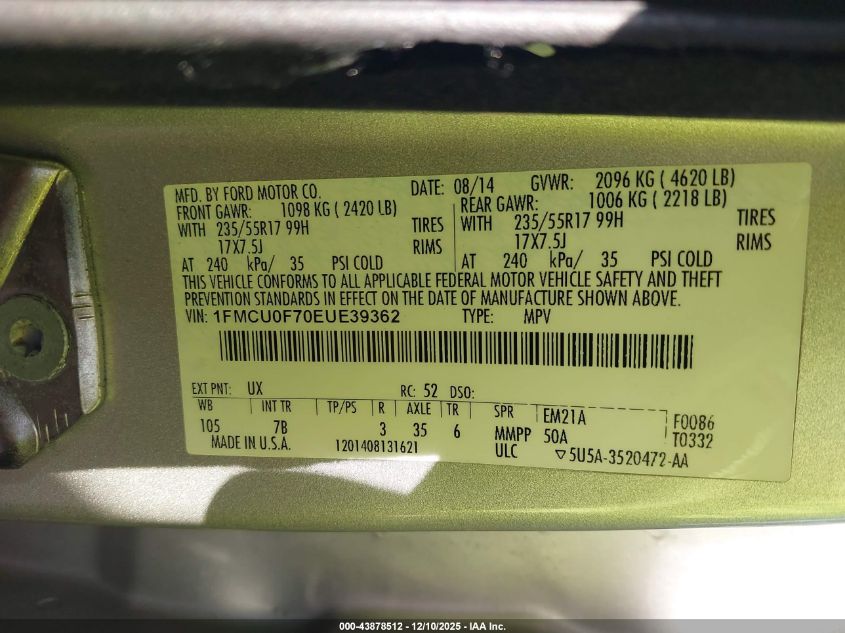 MFD. BY FORD MOTOR CO. DATE: 08/14 GVWR: 2096 KG ( 4620 LB)
FRONT GAWR: 1098 KG ( 2420 LB) REAR GAWR: 1006 KG ( 2218 LB)
WITH 235/55R17 99H TIRES WITH 235/55R17 99H TIRES
17X7.5J RIMS 17X7.5J RIMS
AT 240 kPa/ 35 PSI COLD AT 240 kPa/ 35 PSI COLD
THIS VEHICLE CONFORMS TO ALL APPLICABLE FEDERAL MOTOR VEHICLE SAFETY AND THEFT
PREVENTION STANDARDS IN EFFECT ON THE DATE OF MANUFACTURE SHOWN ABOVE.
VIN: 1FMCU0F70EUE39362 TYPE: MPV
EXT PNT: UX RC: 52 DSO:
WB INT TR TP/PS R AXLE TR SPR EM21A F0086
105 7B 3 35 6 MMPP 50A T0332
MADE IN U.S.A. 1201408131621 ULC ▽5U5A-3520472-AA
000-43878512 - 12/10/2025 - IAA Inc.